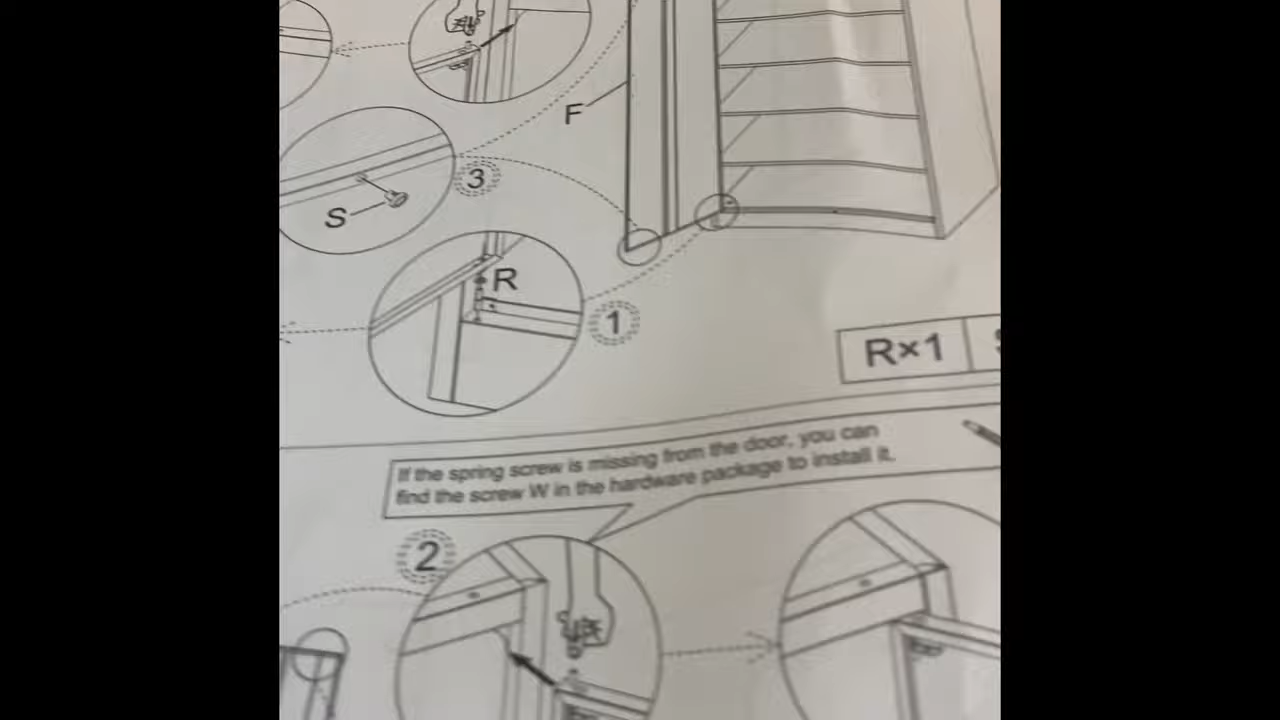 F
3
S
R
1
R×1
If the spring screw is missing from the door, you can
find the screw W in the hardware package to install it.
2